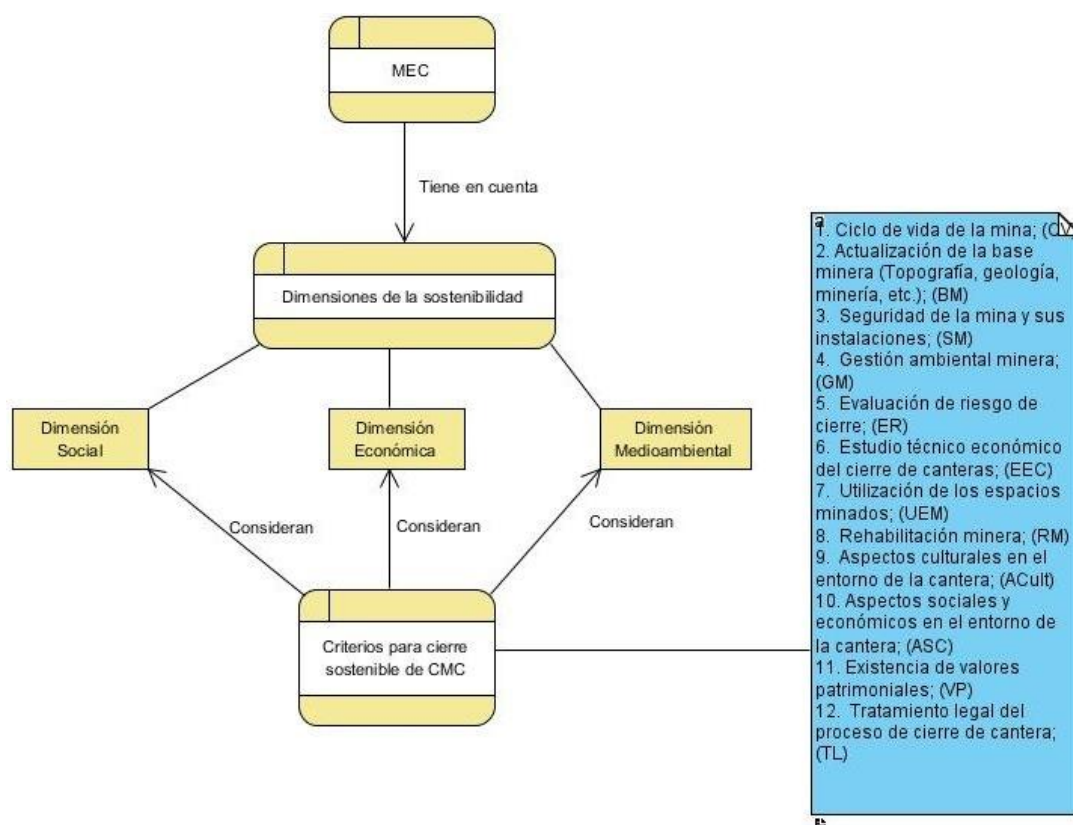 MEC
Tiene en cuenta
Dimensiones de la sostenibilidad
Dimensión
Social
Dimensión
Económica
Dimensión
Medioambiental
Consideran
Consideran
Consideran
Criterios para cierre
sostenible de CMC
a
1. Ciclo de vida de la mina; (CV
2. Actualización de la base
minera (Topografía, geología,
minería, etc.); (BM)
3. Seguridad de la mina y sus
instalaciones; (SM)
4. Gestión ambiental minera;
(GM)
5. Evaluación de riesgo de
cierre; (ER)
6. Estudio técnico económico
del cierre de canteras; (EEC)
7. Utilización de los espacios
minados; (UEM)
8. Rehabilitación minera; (RM)
9. Aspectos culturales en el
entorno de la cantera; (ACult)
10. Aspectos sociales y
económicos en el entorno de
la cantera; (ASC)
11. Existencia de valores
patrimoniales; (VP)
12. Tratamiento legal del
proceso de cierre de cantera;
(TL)